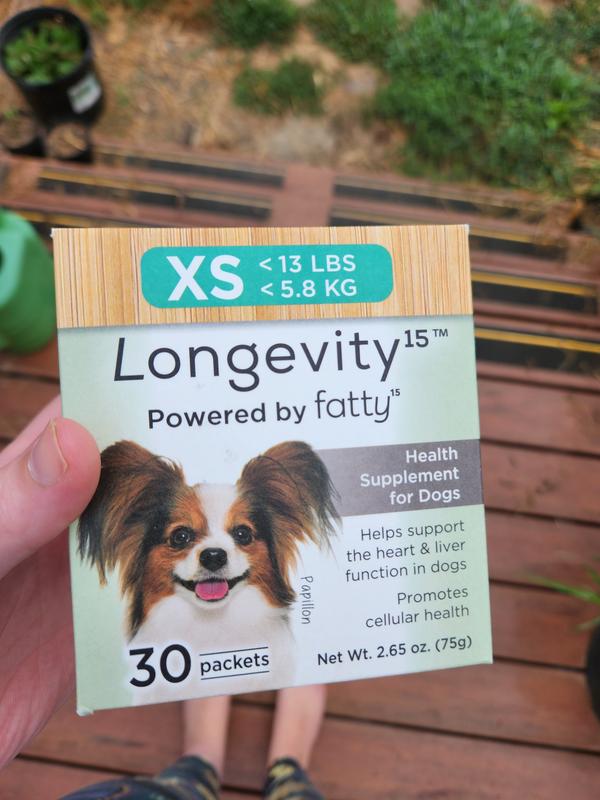 XS
< 13 LBS
< 5.8 KG
Longevity15™
Powered by fatty15
Health
Supplement
for Dogs
Helps support
the heart & liver
function in dogs
Promotes
cellular health
Papillon
30 packets
Net Wt. 2.65 oz. (75g)